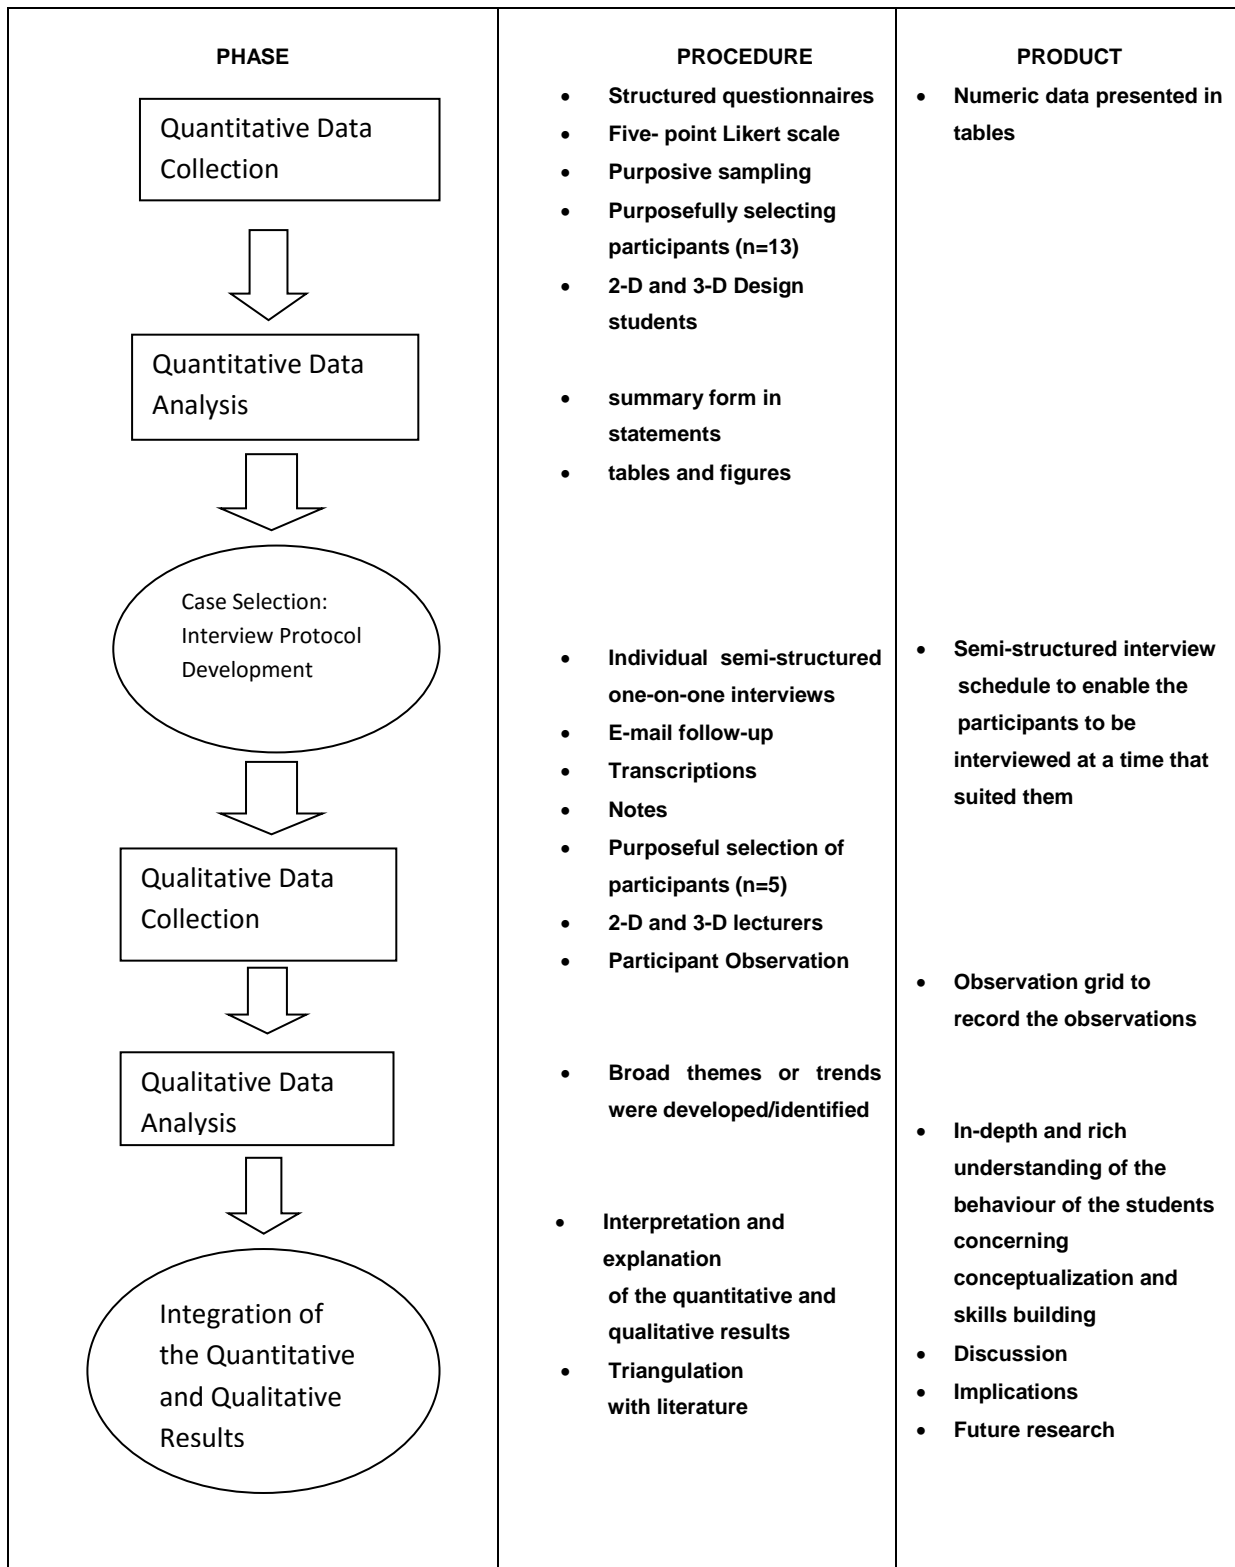 PHASE
Quantitative Data
Collection
Quantitative Data
Analysis
Case Selection:
Interview Protocol
Development
Qualitative Data
Collection
Qualitative Data
Analysis
Integration of
the Quantitative
and Qualitative
Results
PROCEDURE
• Structured questionnaires
• Five- point Likert scale
• Purposive sampling
• Purposefully selecting
participants (n=13)
• 2-D and 3-D Design
students
• summary form in
statements
• tables and figures
• Individual semi-structured
one-on-one interviews
• E-mail follow-up
• Transcriptions
• Notes
• Purposeful selection of
participants (n=5)
• 2-D and 3-D lecturers
• Participant Observation
• Broad themes or trends
were developed/identified
• Interpretation and
explanation
of the quantitative and
qualitative results
• Triangulation
with literature
PRODUCT
• Numeric data presented in
tables
• Semi-structured interview
schedule to enable the
participants to be
interviewed at a time that
suited them
• Observation grid to
record the observations
• In-depth and rich
understanding of the
behaviour of the students
concerning
conceptualization and
skills building
• Discussion
• Implications
• Future research